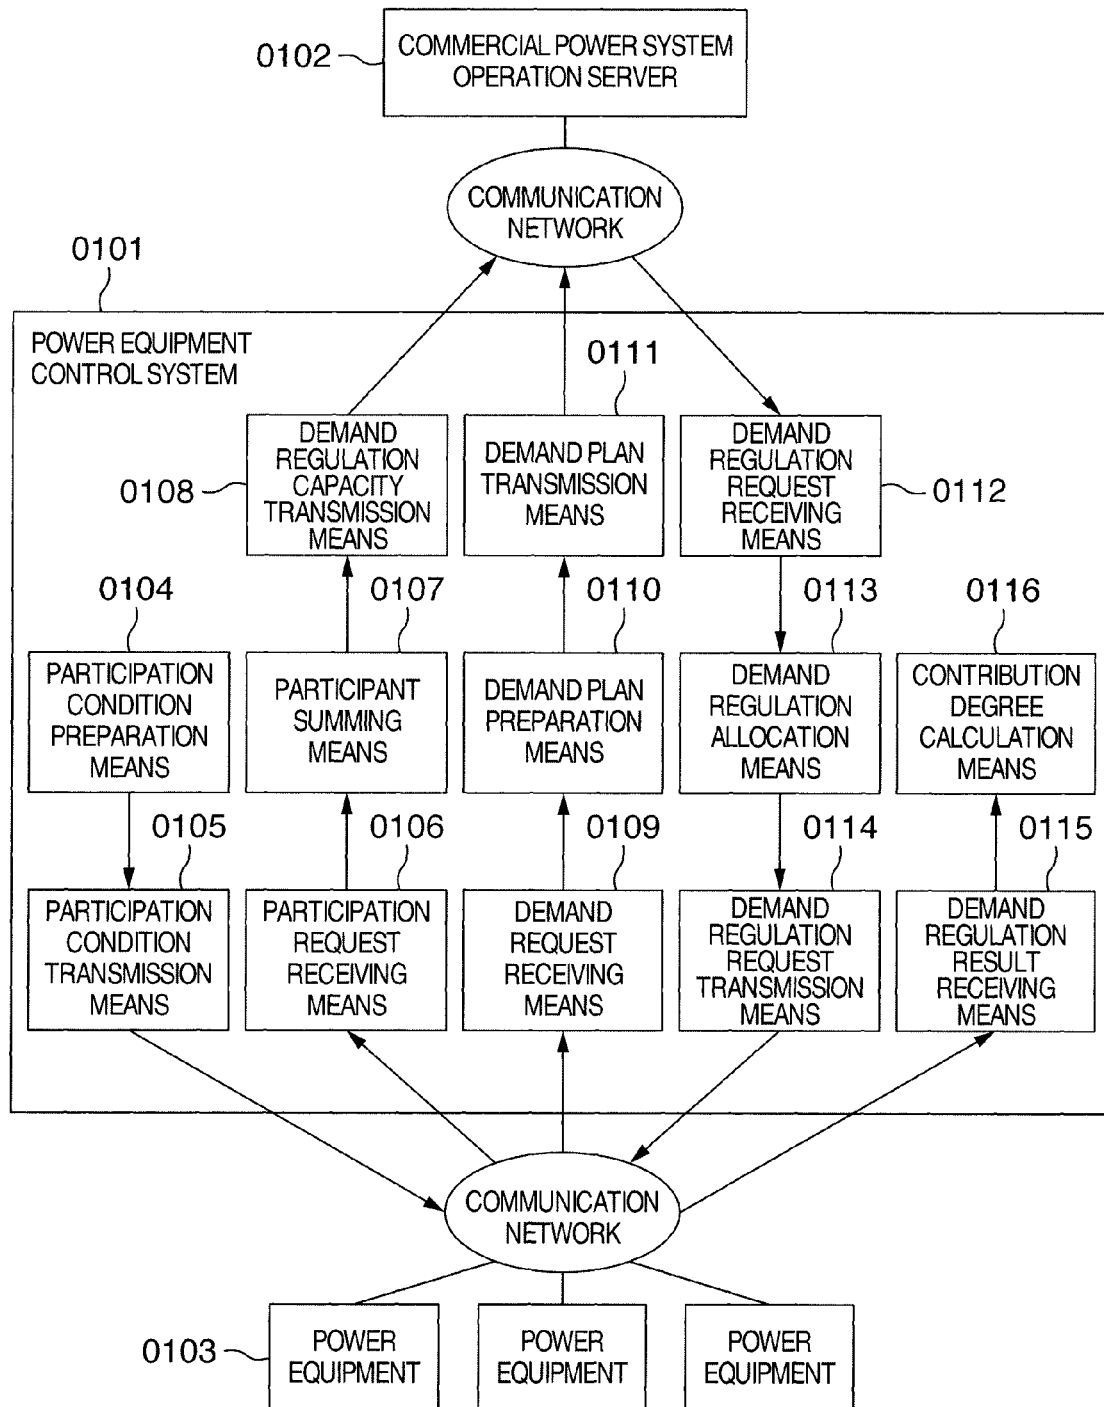 COMMERCIAL POWER SYSTEM
OPERATION SERVER
0102
COMMUNICATION
NETWORK
0101
POWER EQUIPMENT
CONTROL SYSTEM
0111
DEMAND
REGULATION
CAPACITY
TRANSMISSION
MEANS
0108
DEMAND PLAN
TRANSMISSION
MEANS
DEMAND
REGULATION
REQUEST
RECEIVING
MEANS
0112
0104
0107
0110
0113
0116
PARTICIPATION
CONDITION
PREPARATION
MEANS
PARTICIPANT
SUMMING
MEANS
DEMAND PLAN
PREPARATION
MEANS
DEMAND
REGULATION
ALLOCATION
MEANS
CONTRIBUTION
DEGREE
CALCULATION
MEANS
0105
0106
0109
0114
0115
PARTICIPATION
CONDITION
TRANSMISSION
MEANS
PARTICIPATION
REQUEST
RECEIVING
MEANS
DEMAND
REQUEST
RECEIVING
MEANS
DEMAND
REGULATION
REQUEST
TRANSMISSION
MEANS
DEMAND
REGULATION
RESULT
RECEIVING
MEANS
COMMUNICATION
NETWORK
0103
POWER
EQUIPMENT
POWER
EQUIPMENT
POWER
EQUIPMENT